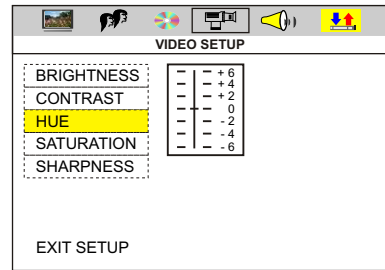 VIDEO SETUP
BRIGHTNESS
CONTRAST
HUE
SATURATION
SHARPNESS
+ 6
+ 4
+ 2
0
- 2
- 4
- 6
EXIT SETUP